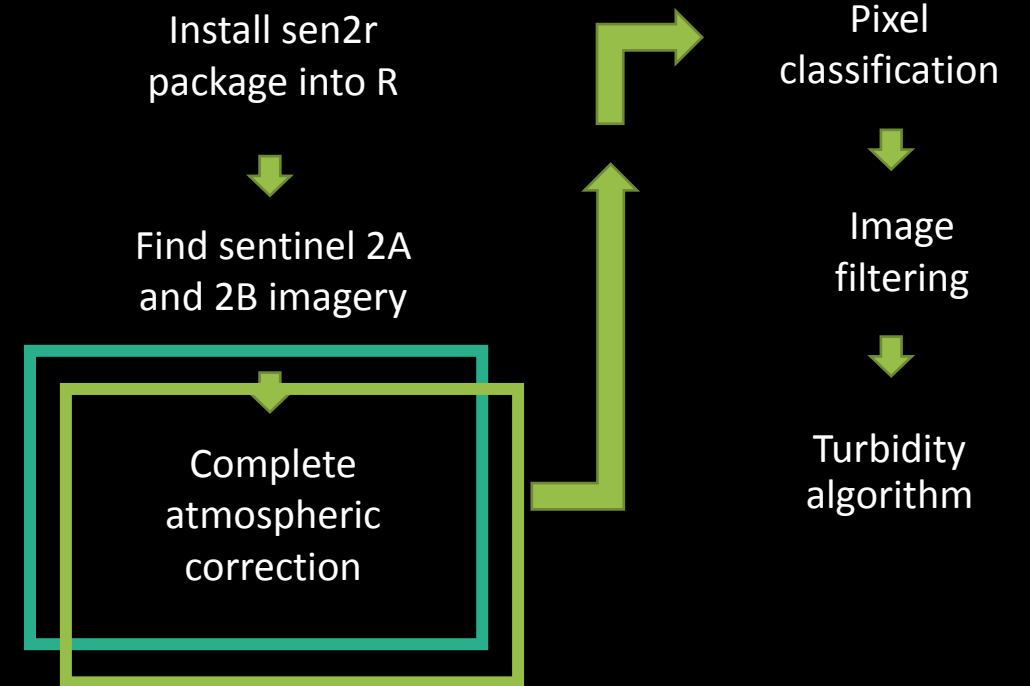 Install sen2r
package into R
Find sentinel 2A
and 2B imagery
Complete
atmospheric
correction
Pixel
classification
Image
filtering
Turbidity
algorithm